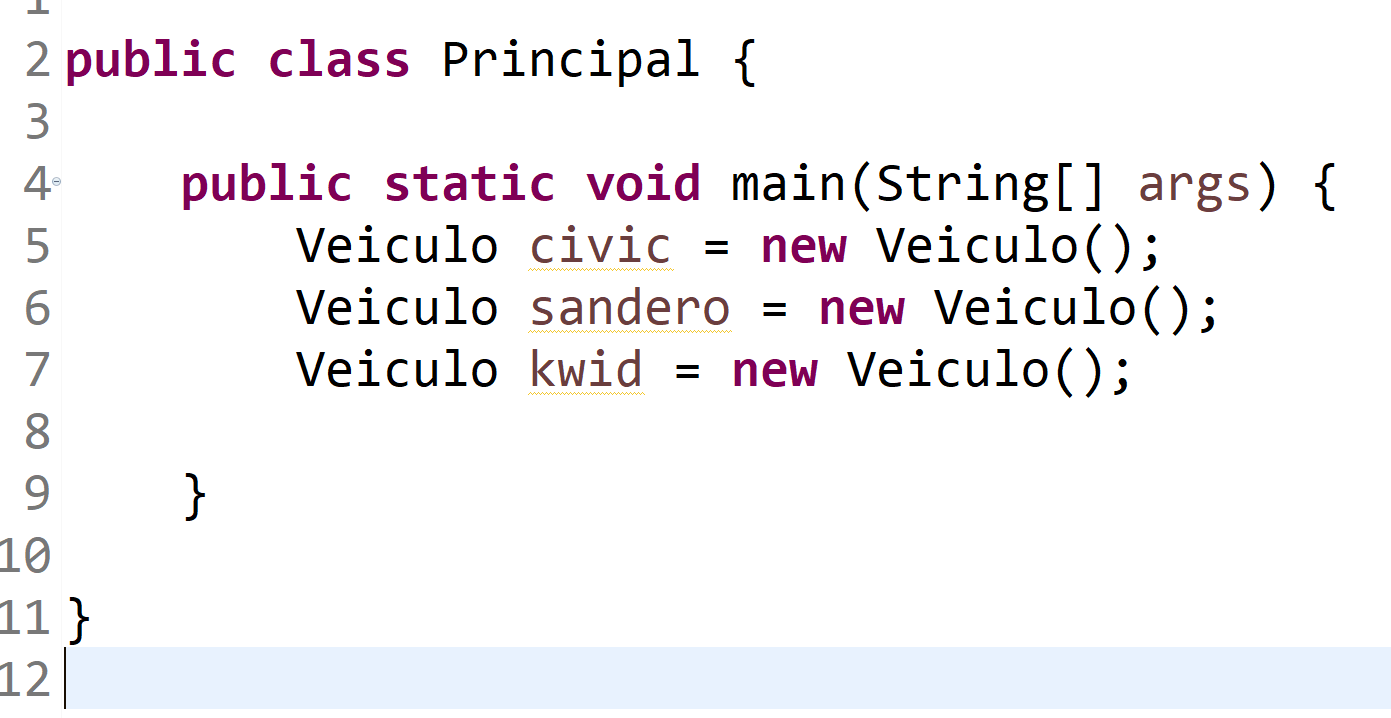 1
2 public class Principal {
3
4 public static void main(String[] args) {
5 Veiculo civic = new Veiculo();
6 Veiculo sandero = new Veiculo();
7 Veiculo kwid = new Veiculo();
8
9 }
10
11 }
12